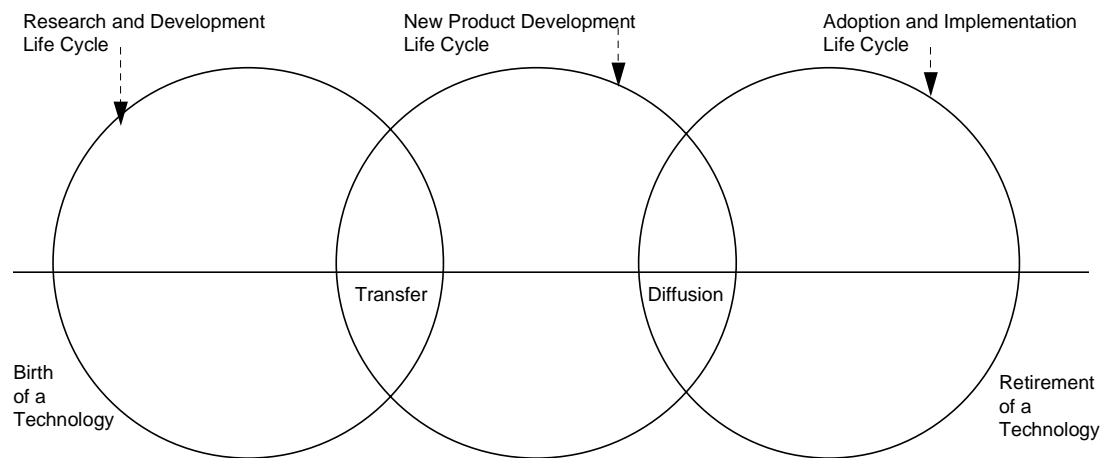 Research and Development
Life Cycle
New Product Development
Life Cycle
Adoption and Implementation
Life Cycle
Transfer
Diffusion
Birth
of a
Technology
Retirement
of a
Technology